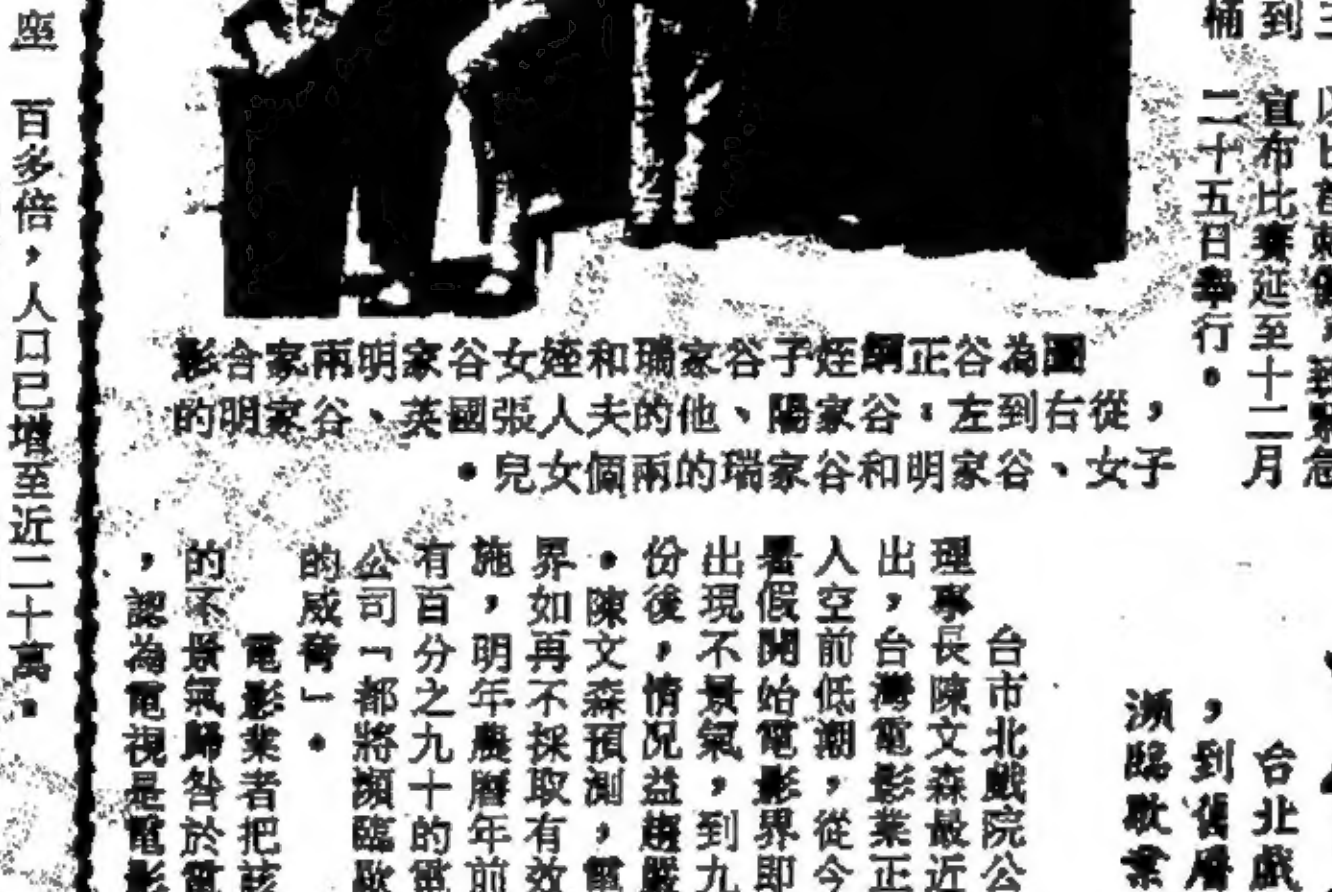 到
桶
宣布比賽延至十二月
二十五日舉行。
圖為谷正綱姪子谷家瑞和姪女谷家明兩家合影
,從右到左:谷家陽、他的夫人張國英、谷家明的
子女、谷家明和谷家瑞的兩個女兒。
台北戲
,到舊曆
瀕臨歇業
台市北戲院公
理事長陳文森最近
出,台灣電影業正
入空前低潮,從今
暑假開始電影界即
出現不景氣,到九
份後,情況益趨嚴
。陳文森預測,電
界如再不採取有效
施,明年農曆年前
有百分之九十的電
公司「都將瀕臨歇
的威脅」。
電影業者把該
的不景氣歸咎於電
,認為電視是電影
座 百多倍,人口已增至近二十萬。